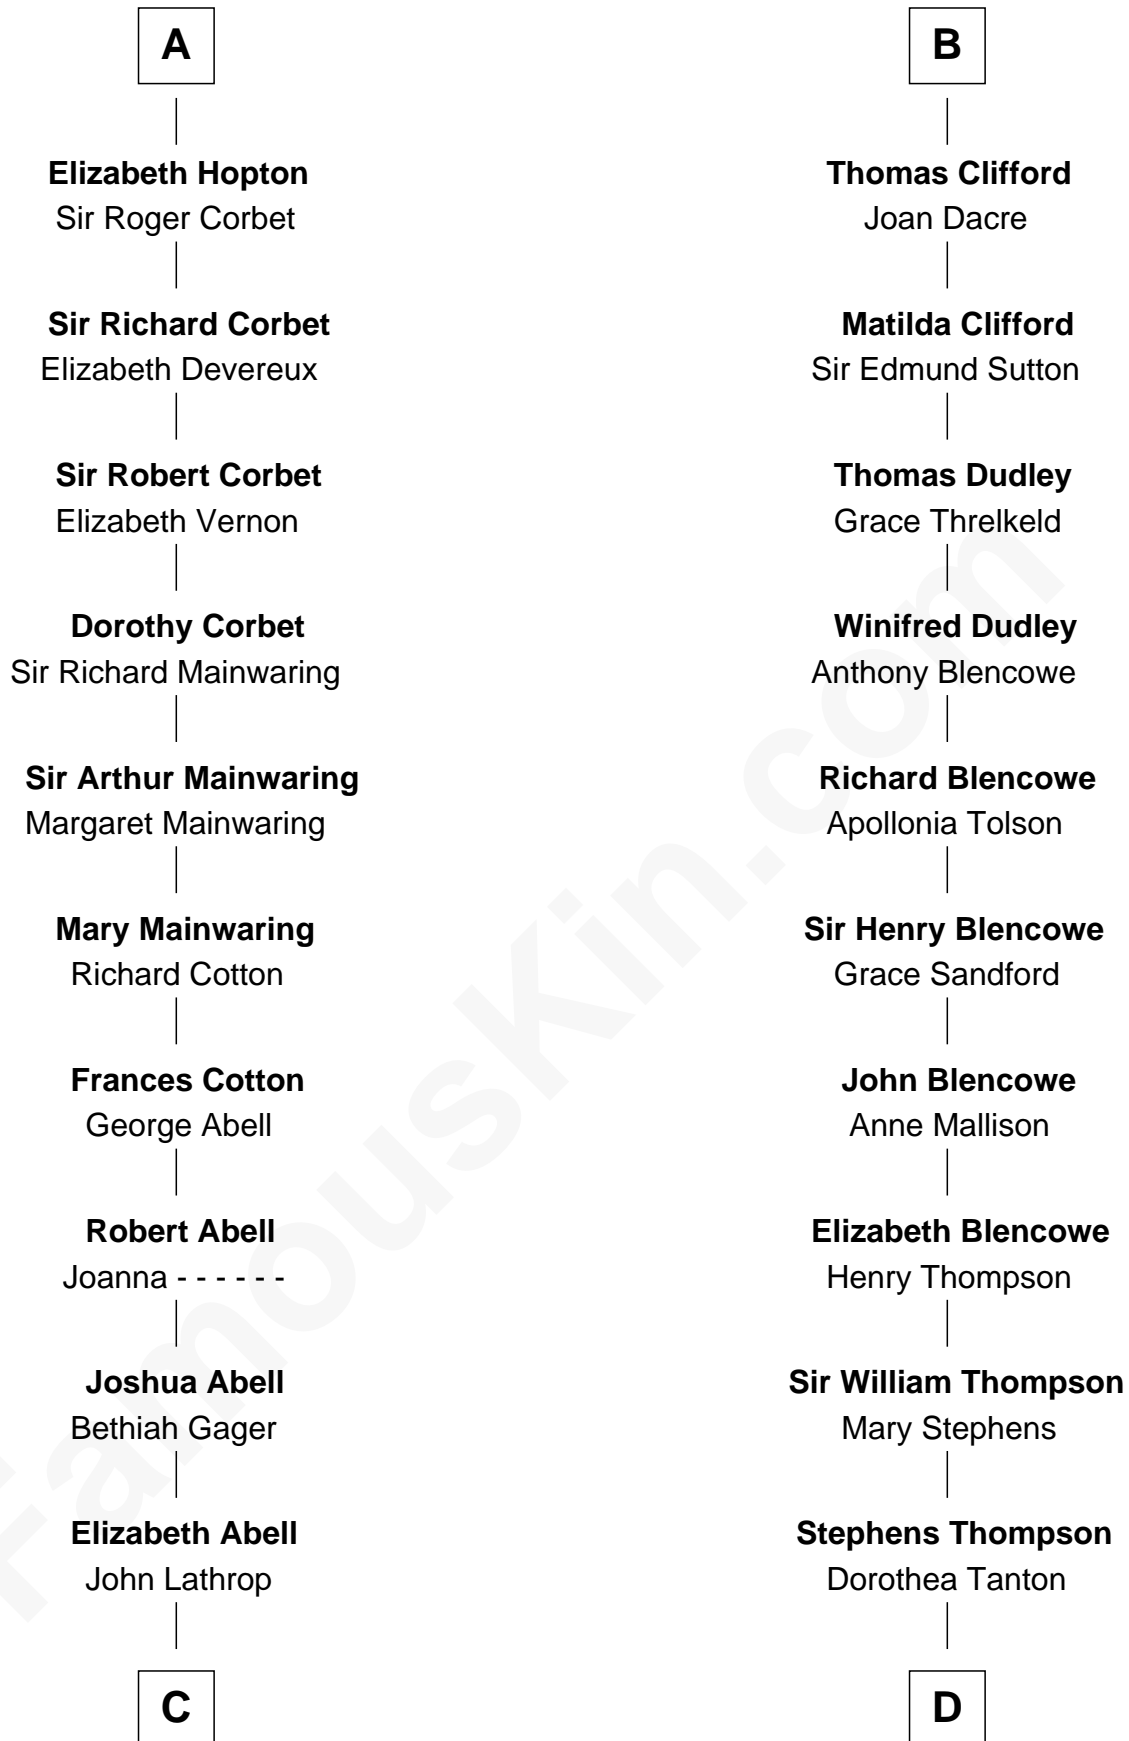 A
Elizabeth Hopton
Sir Roger Corbet
Sir Richard Corbet
Elizabeth Devereux
Sir Robert Corbet
Elizabeth Vernon
Dorothy Corbet
Sir Richard Mainwaring
Sir Arthur Mainwaring
Margaret Mainwaring
Mary Mainwaring
Richard Cotton
Frances Cotton
George Abell
Robert Abell
Joanna - - - - - -
Joshua Abell
Bethiah Gager
Elizabeth Abell
John Lathrop
C
B
Thomas Clifford
Joan Dacre
Matilda Clifford
Sir Edmund Sutton
Thomas Dudley
Grace Threlkeld
Winifred Dudley
Anthony Blencowe
Richard Blencowe
Apollonia Tolson
Sir Henry Blencowe
Grace Sandford
John Blencowe
Anne Mallison
Elizabeth Blencowe
Henry Thompson
Sir William Thompson
Mary Stephens
Stephens Thompson
Dorothea Tanton
D
FamousKin.com